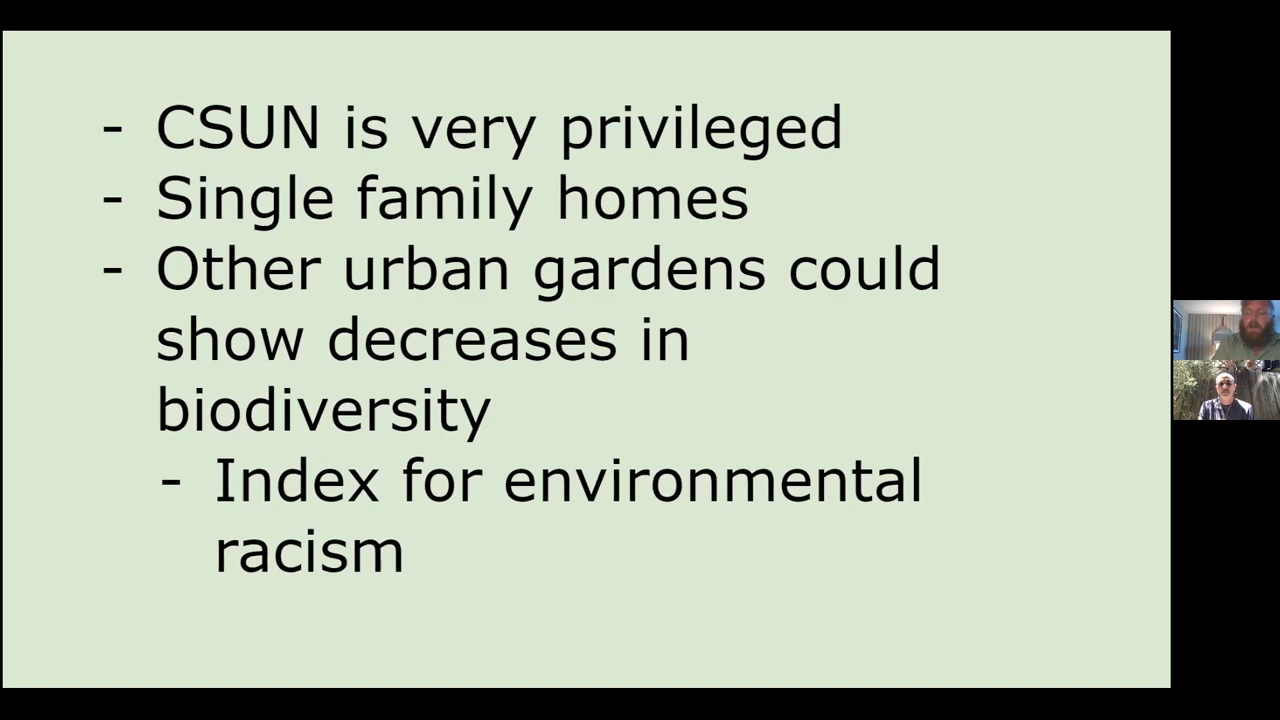 - CSUN is very privileged
- Single family homes
- Other urban gardens could
show decreases in
biodiversity
- Index for environmental
racism